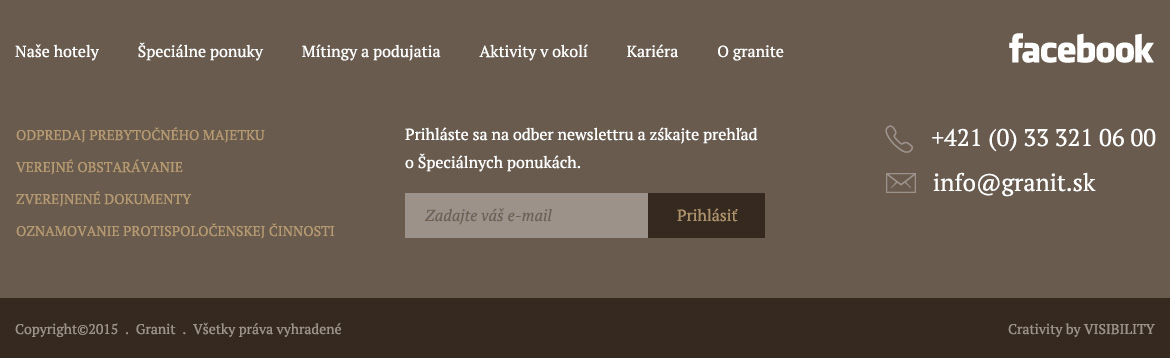 Naše hotely Špeciálne ponuky Mítingy a podujatia Aktivity v okolí Kariéra O granite facebook
ODPREDAJ PREBYTOČNÉHO MAJETKU
VEREJNÉ OBSTARÁVANIE
ZVEREJNENÉ DOKUMENTY
OZNAMOVANIE PROTISPOLOČENSKEJ ČINNOSTI
Prihláste sa na odber newslettru a zśkajte prehľad
o Špeciálnych ponukách.
Zadajte váš e-mail Prihlásiť
+421 (0) 33 321 06 00
info@granit.sk
Copyright©2015 . Granit . Všetky práva vyhradené Crativity by VISIBILITY